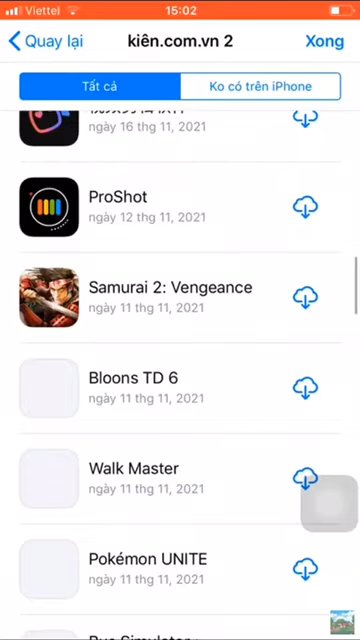 Viettel
15:02
Quay lại
kiên.com.vn 2
Xong
Tất cả
Ko có trên iPhone
ngày 16 thg 11, 2021
ProShot
ngày 12 thg 11, 2021
Samurai 2: Vengeance
ngày 11 thg 11, 2021
Bloons TD 6
ngày 11 thg 11, 2021
Walk Master
ngày 11 thg 11, 2021
Pokémon UNITE
ngày 11 thg 11, 2021